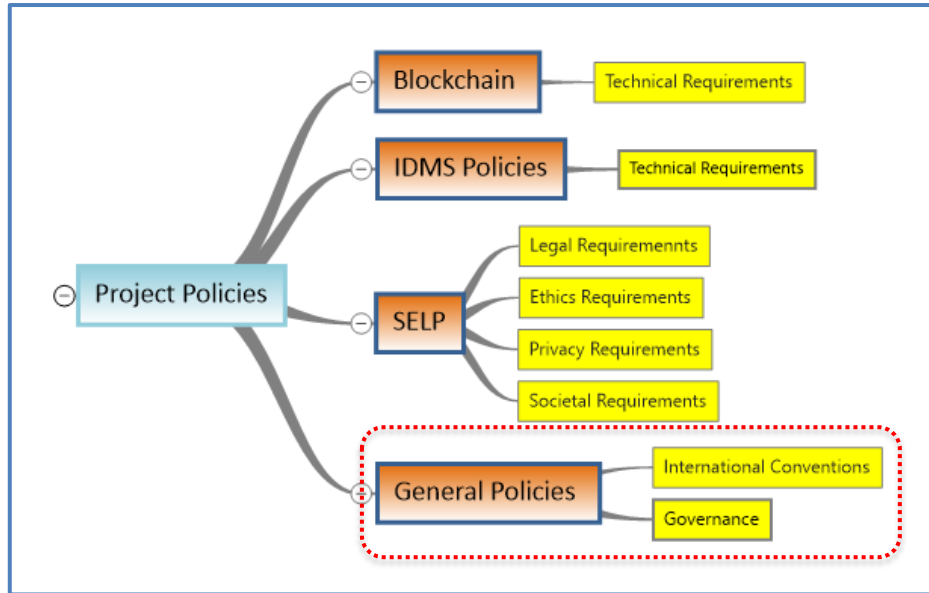 Project Policies
Blockchain
Technical Requirements
IDMS Policies
Technical Requirements
SELP
Legal Requiremennts
Ethics Requirements
Privacy Requirements
Societal Requirements
General Policies
International Conventions
Governance